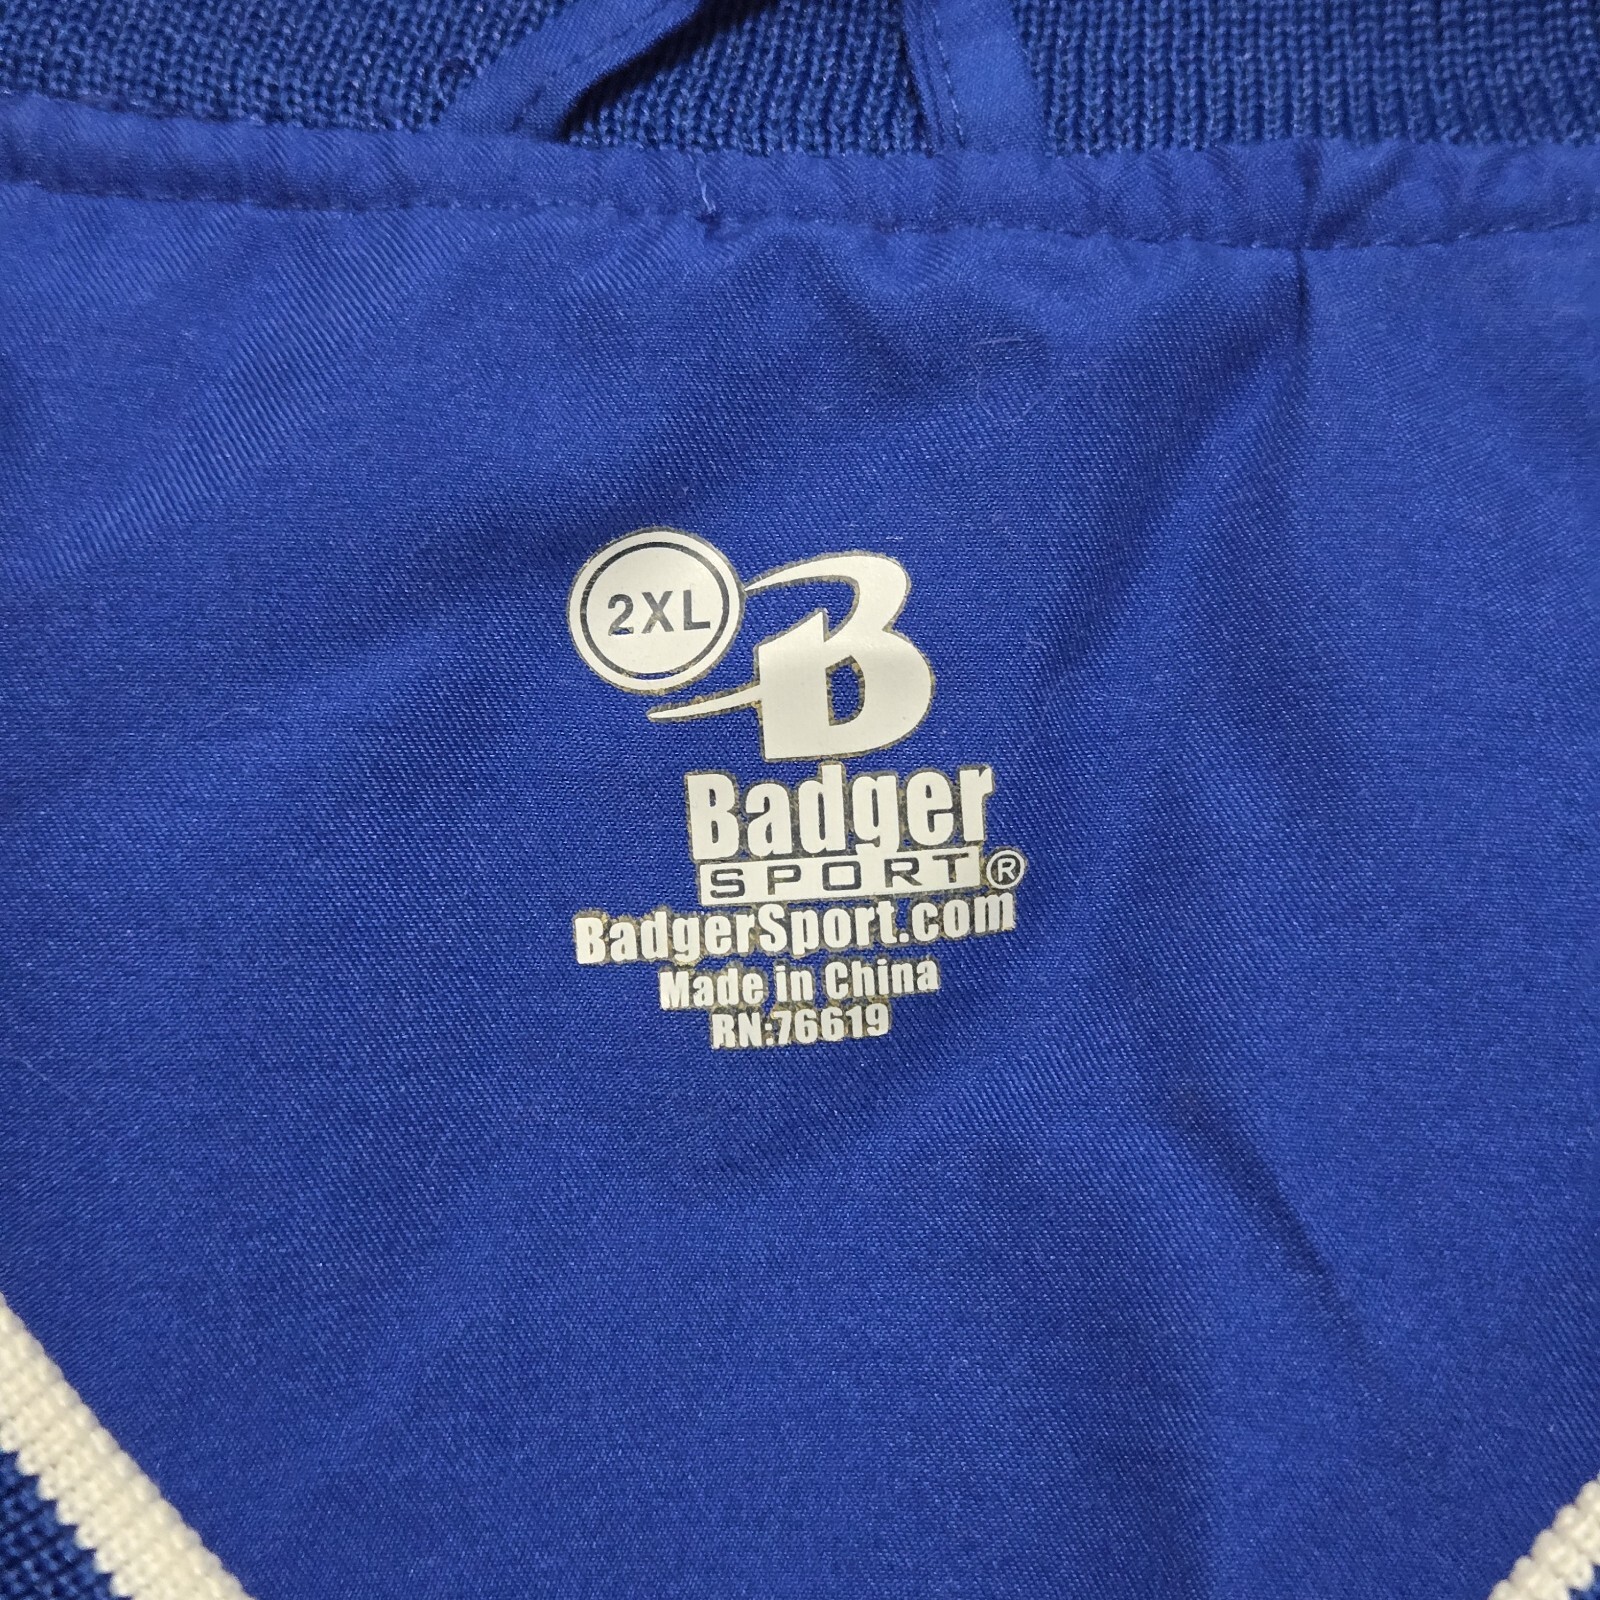 2XL
B
Badger
SPORT®
BadgerSport.com
Made in China
RN:76619